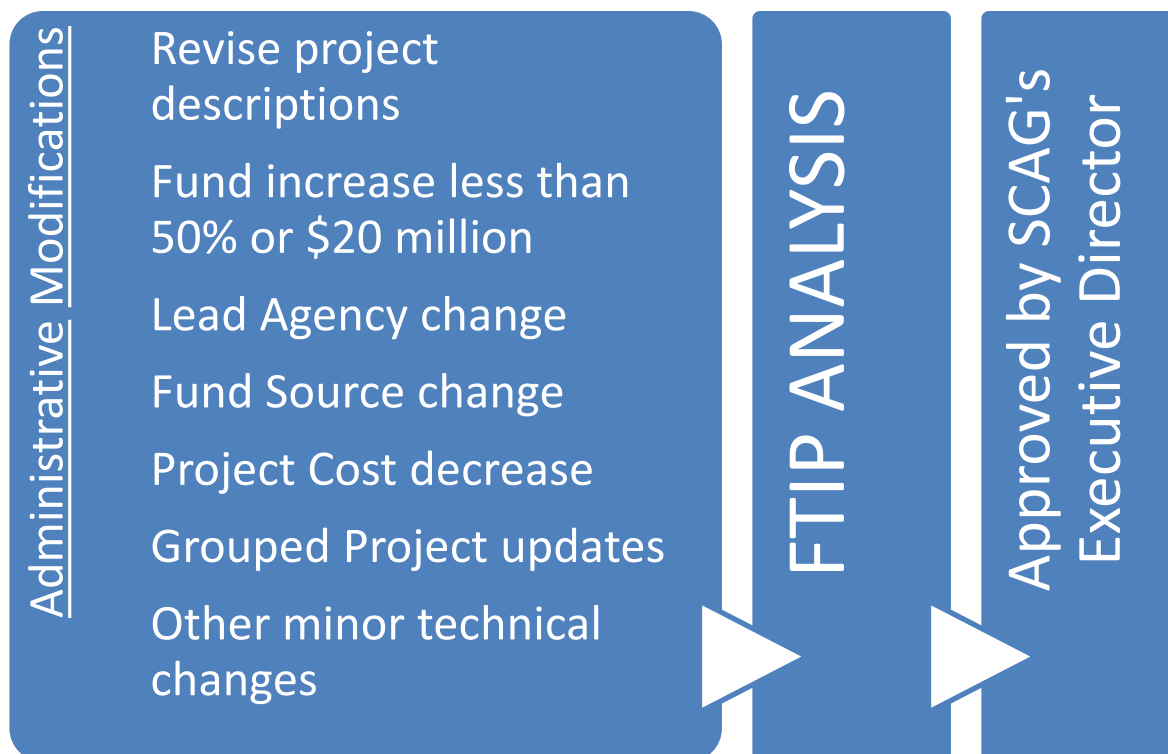 Administrative Modifications
Revise project
descriptions
Fund increase less than
50% or $20 million
Lead Agency change
Fund Source change
Project Cost decrease
Grouped Project updates
Other minor technical
changes
FTIP ANALYSIS
Approved by SCAG's
Executive Director